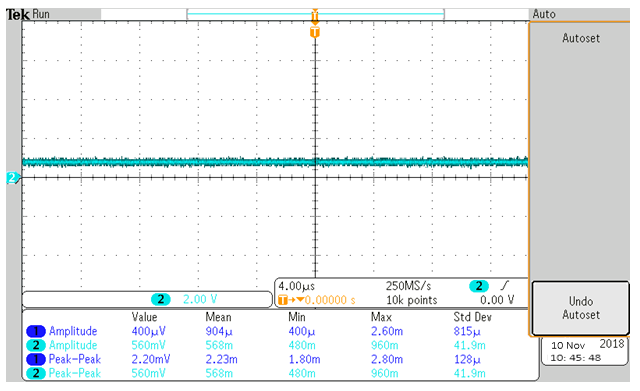 Tek Run Auto
T
T
Autoset
2
4.00µs 250MS/s 2 0.00 V
T 0.00000 s 10k points
2 2.00 V
Undo
Autoset
Value Mean Min Max Std Dev
1 Amplitude 400µV 904µ 400µ 2.60m 815µ
2 Amplitude 560mV 568m 480m 960m 41.9m
1 Peak-Peak 2.20mV 2.23m 1.80m 2.80m 128µ
2 Peak-Peak 560mV 568m 480m 960m 41.9m
10 Nov 2018
10: 45: 48